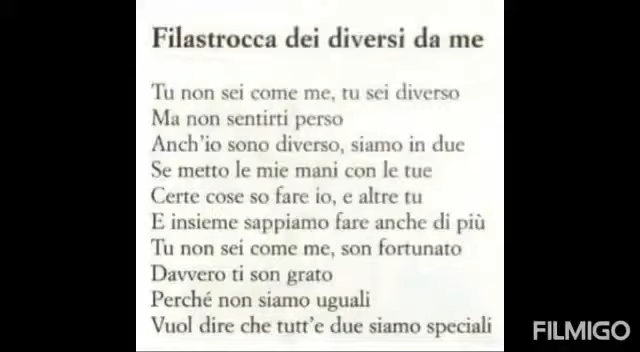 Filastrocca dei diversi da me
Tu non sei come me, tu sei diverso
Ma non sentirti perso
Anch'io sono diverso, siamo in due
Se metto le mie mani con le tue
Certe cose so fare io, e altre tu
E insieme sappiamo fare anche di più
Tu non sei come me, son fortunato
Davvero ti son grato
Perché non siamo uguali
Vuol dire che tutt'e due siamo speciali
FILMIGO